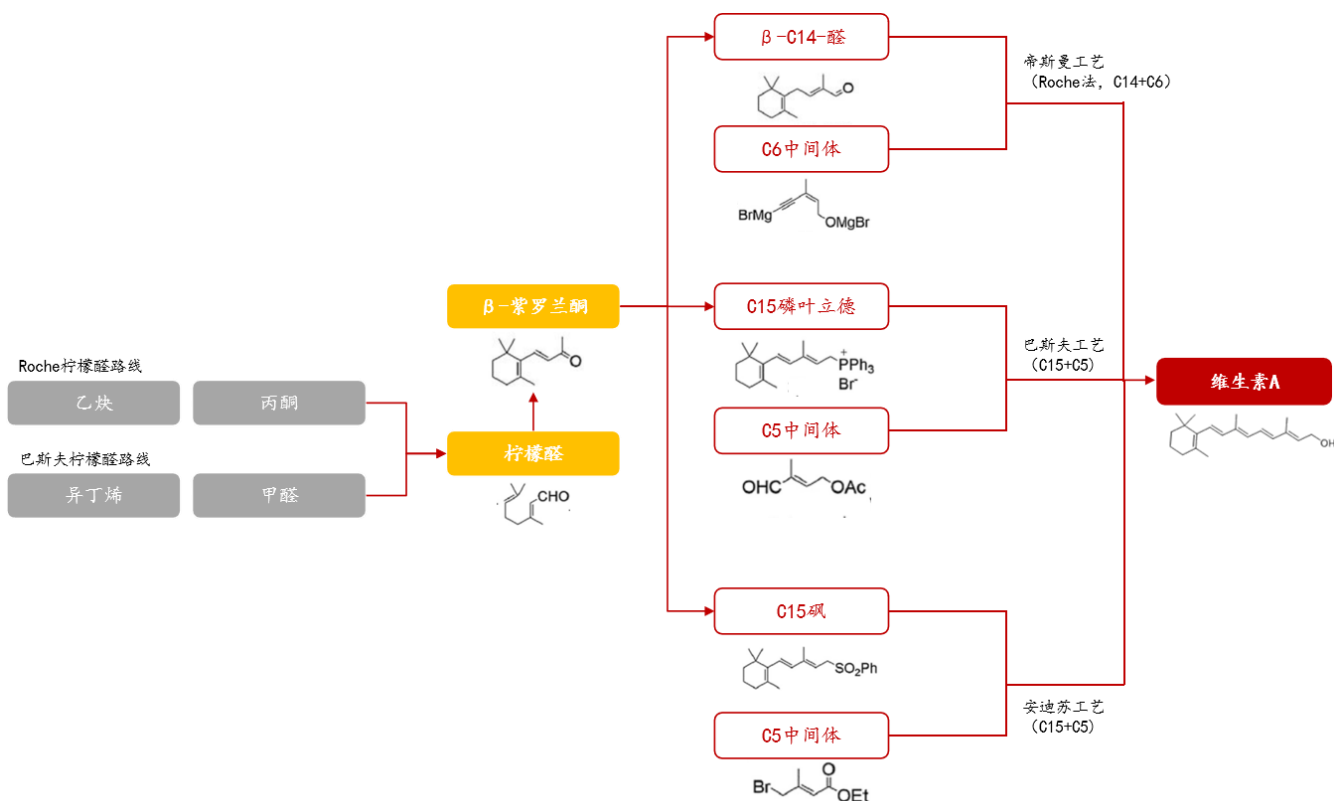 β-C14-醛
帝斯曼工艺
（Roche法，C14+C6）
O
C6中间体
BrMg
OMgBr
β-紫罗兰酮
C15磷叶立德
O
PPh3
+
Br-
巴斯夫工艺
（C15+C5）
Roche柠檬醛路线
乙炔
丙酮
维生素A
OH
柠檬醛
C5中间体
巴斯夫柠檬醛路线
异丁烯
甲醛
CHO
OHC
OAc
C15砜
SO2Ph
安迪苏工艺
（C15+C5）
C5中间体
Br
O
OEt